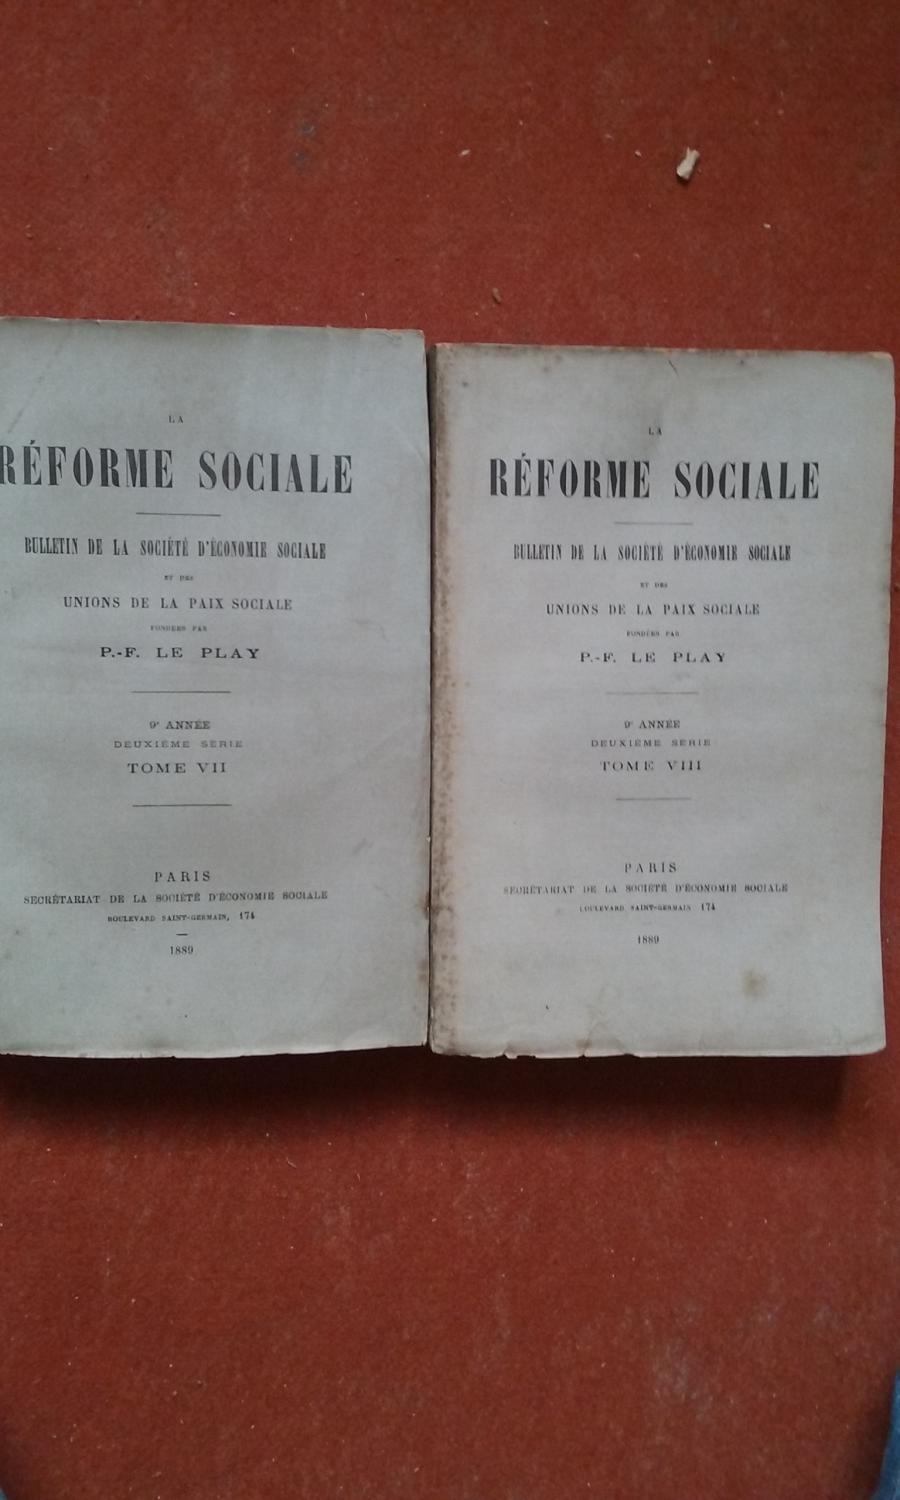 LA
RÉFORME SOCIALE
BULLETIN DE LA SOCIÉTÉ D'ÉCONOMIE SOCIALE
ET DES
UNIONS DE LA PAIX SOCIALE
FONDÉES PAR
P.-F. LE PLAY
9e ANNÉE
DEUXIÈME SÉRIE
TOME VII
PARIS
SECRÉTARIAT DE LA SOCIÉTÉ D'ÉCONOMIE SOCIALE
BOULEVARD SAINT-GERMAIN, 174
1889
LA
RÉFORME SOCIALE
BULLETIN DE LA SOCIÉTÉ D'ÉCONOMIE SOCIALE
ET DES
UNIONS DE LA PAIX SOCIALE
FONDÉES PAR
P.-F. LE PLAY
9e ANNÉE
DEUXIÈME SÉRIE
TOME VIII
PARIS
SECRÉTARIAT DE LA SOCIÉTÉ D'ÉCONOMIE SOCIALE
BOULEVARD SAINT-GERMAIN 174
1889